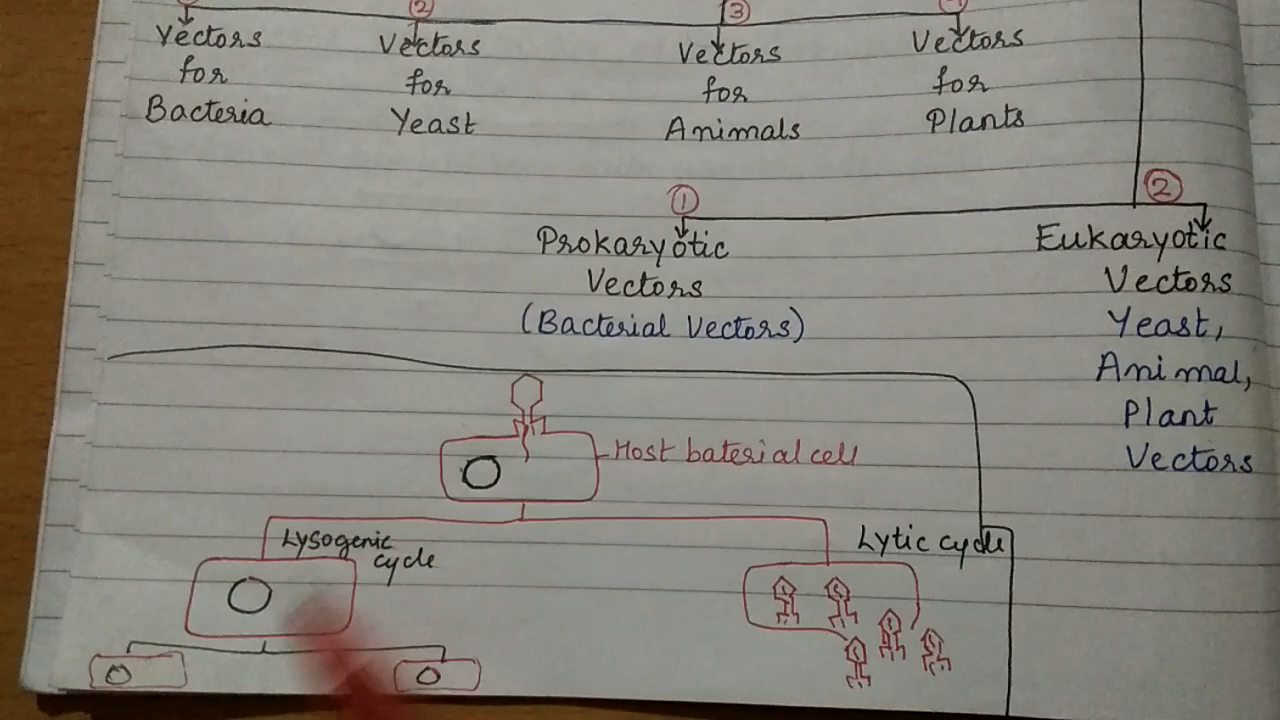 ② ③
Vectors for Bacteria
Vectors for Yeast
Vectors for Animals
Vectors for Plants
① ②
Prokaryotic
Vectors
(Bacterial Vectors)
Eukaryotic
Vectors
Yeast,
Animal,
Plant
Vectors
Host baterial cell
Lysogenic
cycle
Lytic cycle